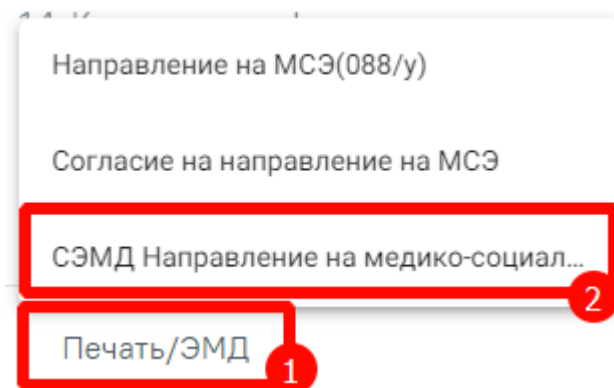 Направление на МСЭ(088/у)
Согласие на направление на МСЭ
СЭМД Направление на медико-социал...
2
Печать/ЭМД
1